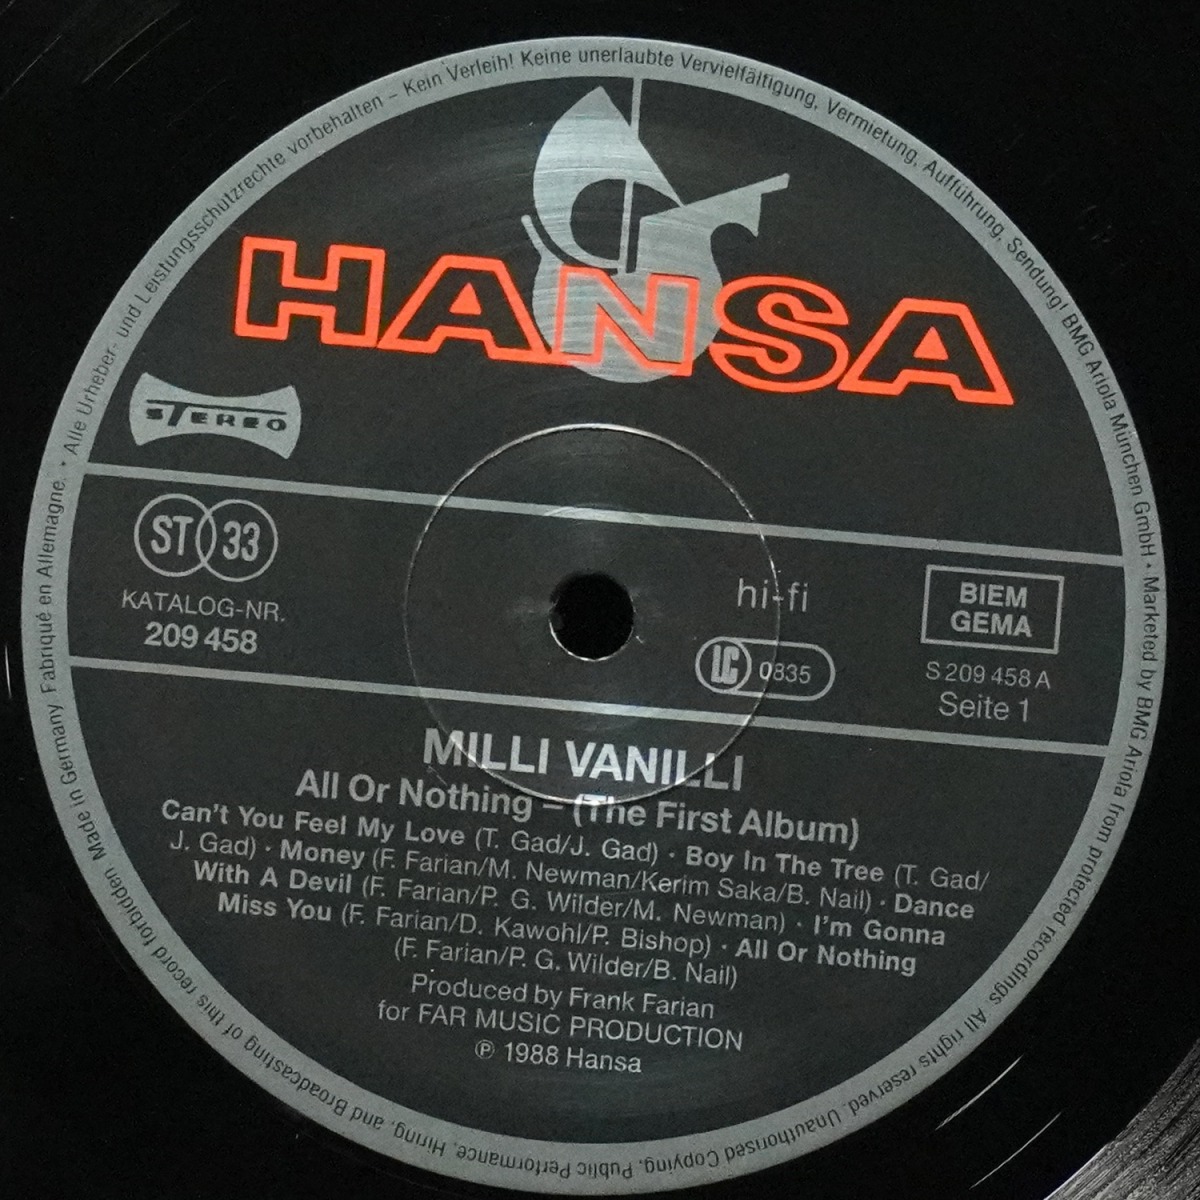 Alle Urheber- und Leistungsschutzrechte vorbehalten – Kein Verleih! Keine unerlaubte Vervielfältigung, Vermietung, Aufführung, Sendung! BMG Ariola München GmbH • Marketed by BMG Ariola from protected recordings. All rights reserved. Unauthorised Copying, Public Performance, Hiring, and Broadcasting of this record forbidden. Made in Germany. Fabriqué en Allemagne. •
HANSA
STEREO
ST 33
KATALOG-NR.
209 458
hi-fi
LC 0835
BIEM
GEMA
S 209 458 A
Seite 1
MILLI VANILLI
All Or Nothing – (The First Album)
Can't You Feel My Love (T. Gad/J. Gad) · Boy In The Tree (T. Gad/
J. Gad) · Money (F. Farian/M. Newman/Kerim Saka/B. Nail) · Dance
With A Devil (F. Farian/P. G. Wilder/M. Newman) · I'm Gonna
Miss You (F. Farian/D. Kawohl/P. Bishop) · All Or Nothing
(F. Farian/P. G. Wilder/B. Nail)
Produced by Frank Farian
for FAR MUSIC PRODUCTION
℗ 1988 Hansa